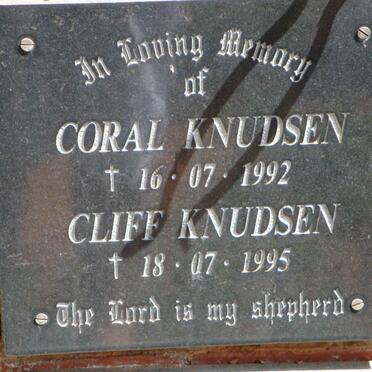 In Loving Memory
of
CORAL KNUDSEN
† 16 · 07 · 1992
CLIFF KNUDSEN
† 18 · 07 · 1995
The Lord is my shepherd